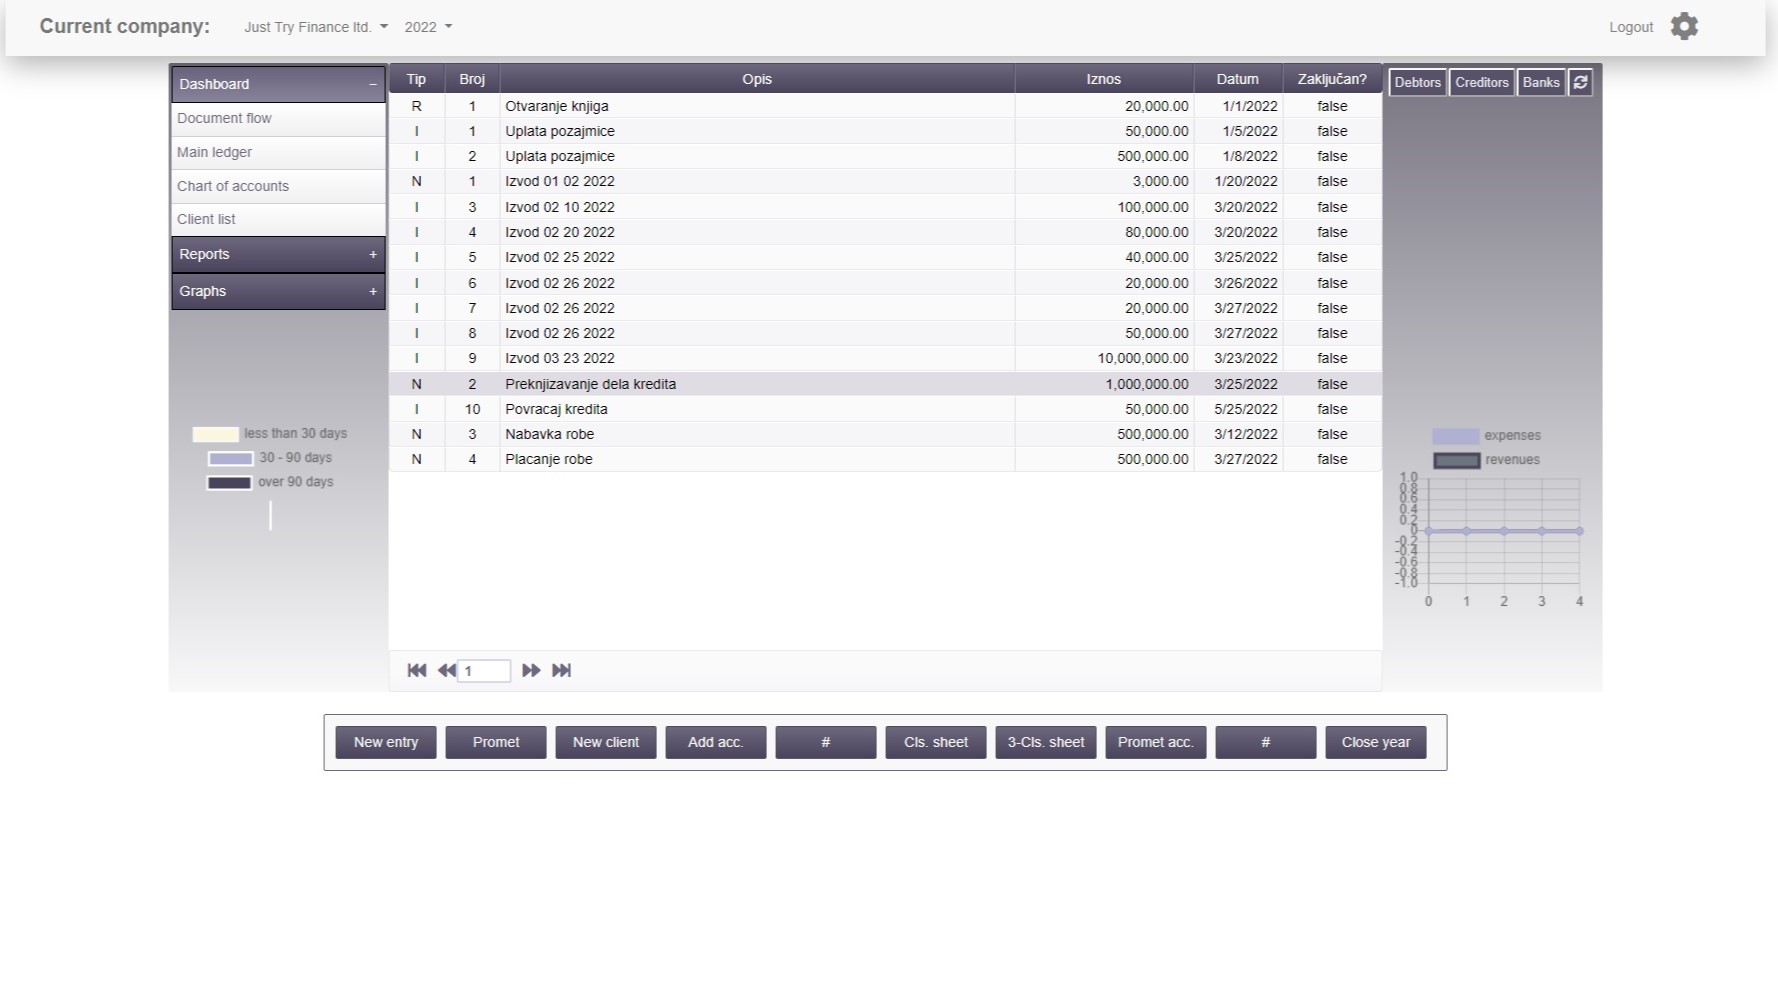 Current company: Just Try Finance ltd. 2022 Logout
Dashboard –
Document flow
Main ledger
Chart of accounts
Client list
Reports +
Graphs +
less than 30 days
30 - 90 days
over 90 days
Tip Broj Opis Iznos Datum Zaključan?
R 1 Otvaranje knjiga 20,000.00 1/1/2022 false
I 1 Uplata pozajmice 50,000.00 1/5/2022 false
I 2 Uplata pozajmice 500,000.00 1/8/2022 false
N 1 Izvod 01 02 2022 3,000.00 1/20/2022 false
I 3 Izvod 02 10 2022 100,000.00 3/20/2022 false
I 4 Izvod 02 20 2022 80,000.00 3/20/2022 false
I 5 Izvod 02 25 2022 40,000.00 3/25/2022 false
I 6 Izvod 02 26 2022 20,000.00 3/26/2022 false
I 7 Izvod 02 26 2022 20,000.00 3/27/2022 false
I 8 Izvod 02 26 2022 50,000.00 3/27/2022 false
I 9 Izvod 03 23 2022 10,000,000.00 3/23/2022 false
N 2 Preknjizavanje dela kredita 1,000,000.00 3/25/2022 false
I 10 Povracaj kredita 50,000.00 5/25/2022 false
N 3 Nabavka robe 500,000.00 3/12/2022 false
N 4 Placanje robe 500,000.00 3/27/2022 false
1
Debtors Creditors Banks
expenses
revenues
1.0
0.8
0.6
0.4
0.2
0
-0.2
-0.4
-0.6
-0.8
-1.0
0 1 2 3 4
New entry Promet New client Add acc. # Cls. sheet 3-Cls. sheet Promet acc. # Close year